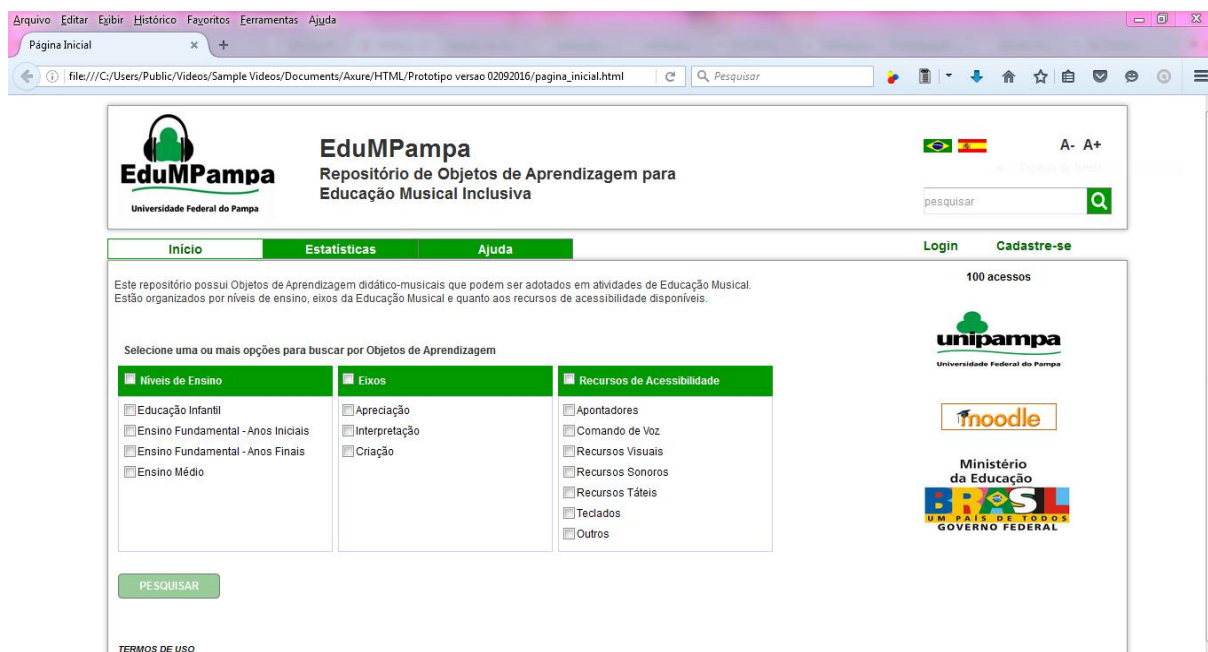 Arquivo Editar Exibir Histórico Favoritos Ferramentas Ajuda
Página Inicial
file:///C:/Users/Public/Videos/Sample Videos/Documents/Axure/HTML/Prototipo versao 02092016/pagina_inicial.html
Pesquisar
EduMPampa
Universidade Federal do Pampa
EduMPampa
Repositório de Objetos de Aprendizagem para
Educação Musical Inclusiva
A- A+
pesquisar
Início Estatísticas Ajuda
Login Cadastre-se
Este repositório possui Objetos de Aprendizagem didático-musicais que podem ser adotados em atividades de Educação Musical.
Estão organizados por níveis de ensino, eixos da Educação Musical e quanto aos recursos de acessibilidade disponíveis.
Selecione uma ou mais opções para buscar por Objetos de Aprendizagem
Níveis de Ensino
Educação Infantil
Ensino Fundamental - Anos Iniciais
Ensino Fundamental - Anos Finais
Ensino Médio
Eixos
Apreciação
Interpretação
Criação
Recursos de Acessibilidade
Apontadores
Comando de Voz
Recursos Visuais
Recursos Sonoros
Recursos Táteis
Teclados
Outros
PESQUISAR
TERMOS DE USO
100 acessos
unipampa
Universidade Federal do Pampa
moodle
Ministério
da Educação
BRASIL
UM PAÍS DE TODOS
GOVERNO FEDERAL